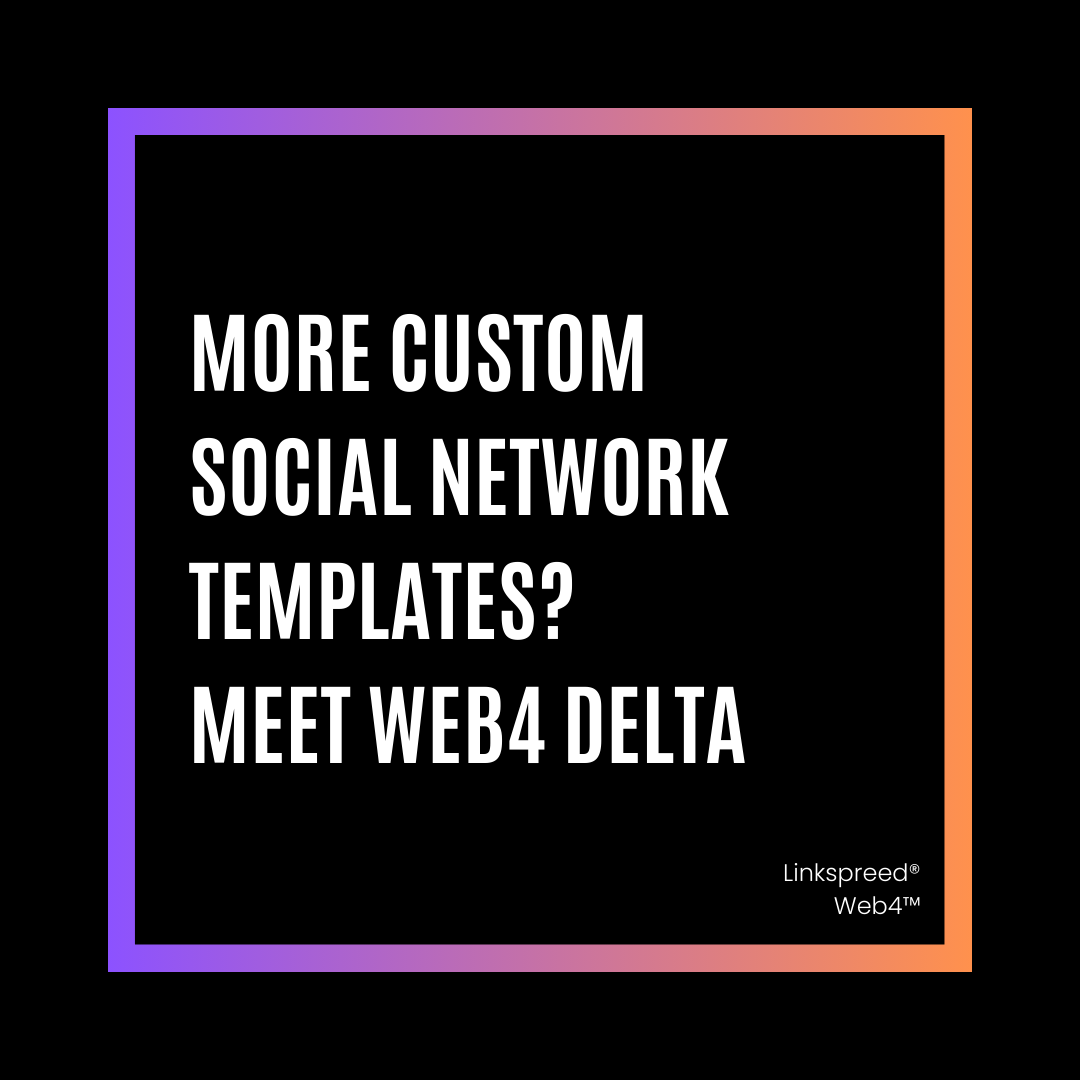 MORE CUSTOM
SOCIAL NETWORK
TEMPLATES?
MEET WEB4 DELTA
Linkspreed®
Web4™